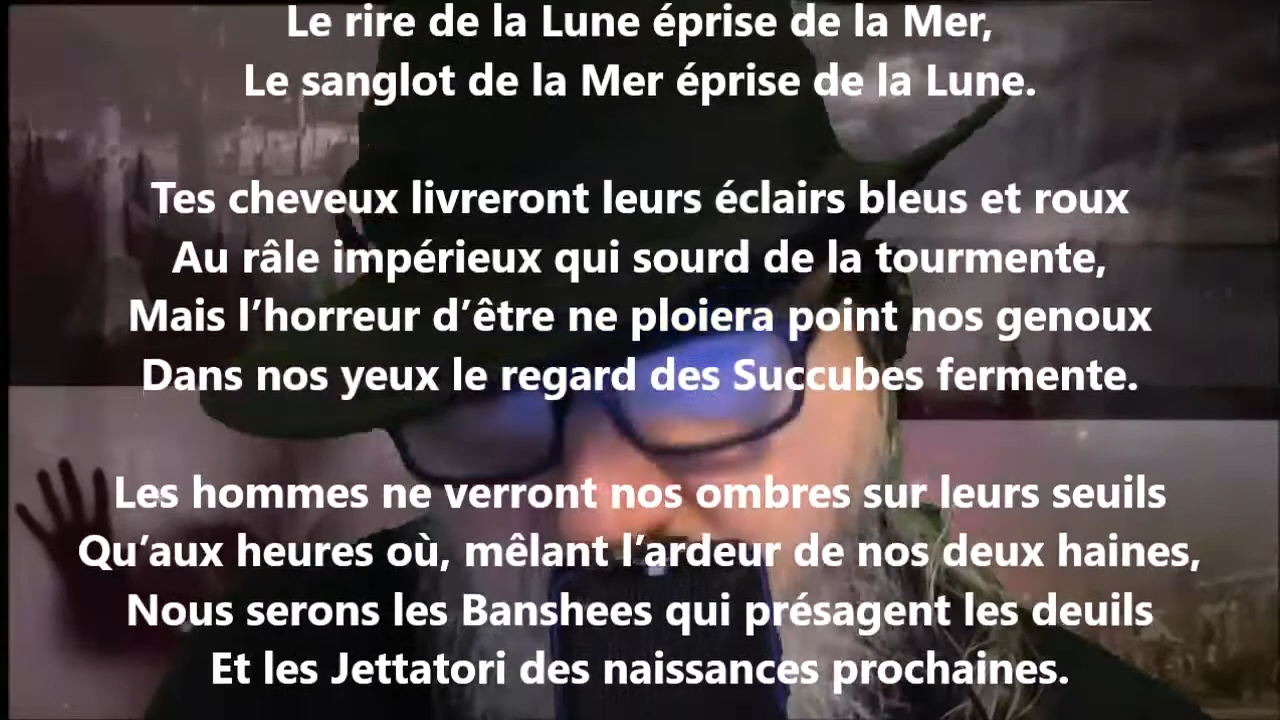 Le rire de la Lune éprise de la Mer,
Le sanglot de la Mer éprise de la Lune.
Tes cheveux livreront leurs éclairs bleus et roux
Au râle impérieux qui sourd de la tourmente,
Mais l’horreur d’être ne ploiera point nos genoux
Dans nos yeux le regard des Succubes fermente.
Les hommes ne verront nos ombres sur leurs seuils
Qu’aux heures où, mêlant l’ardeur de nos deux haines,
Nous serons les Banshees qui présagent les deuils
Et les Jettatori des naissances prochaines.